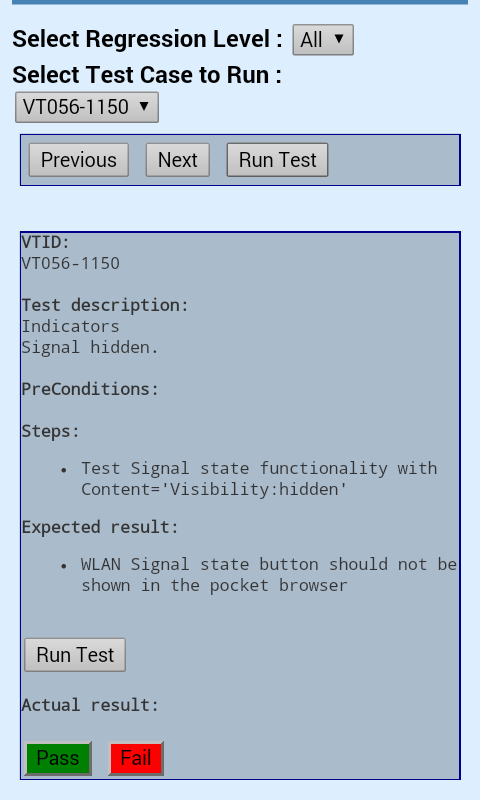 Select Regression Level : All
Select Test Case to Run :
VT056-1150
Previous Next Run Test
VTID:
VT056-1150
Test description:
Indicators
Signal hidden.
PreConditions:
Steps:
• Test Signal state functionality with
Content='Visibility:hidden'
Expected result:
• WLAN Signal state button should not be
shown in the pocket browser
Run Test
Actual result:
Pass Fail